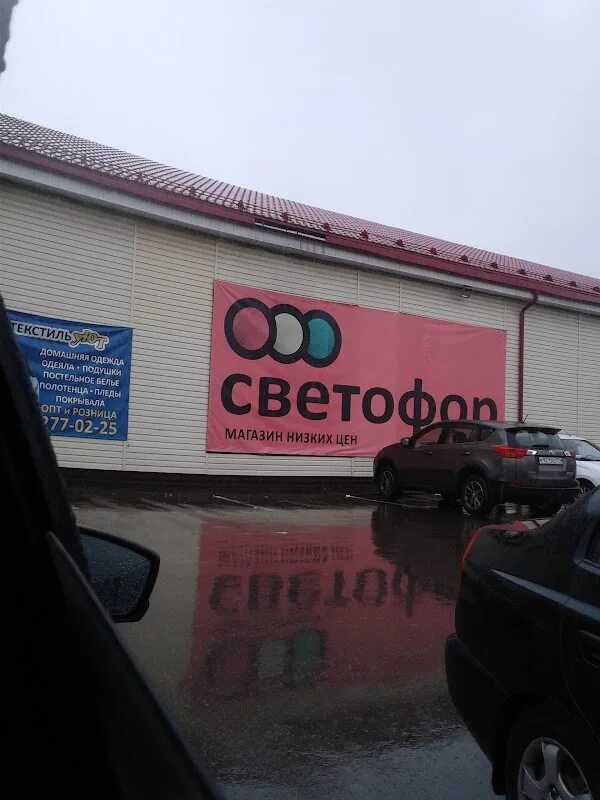 ТЕКСТИЛЬ УЮТ
ДОМАШНЯЯ ОДЕЖДА
ОДЕЯЛА • ПОДУШКИ
ПОСТЕЛЬНОЕ БЕЛЬЕ
ПОЛОТЕНЦА • ПЛЕДЫ
ПОКРЫВАЛА
ОПТ и РОЗНИЦА
277-02-25
светофор
МАГАЗИН НИЗКИХ ЦЕН